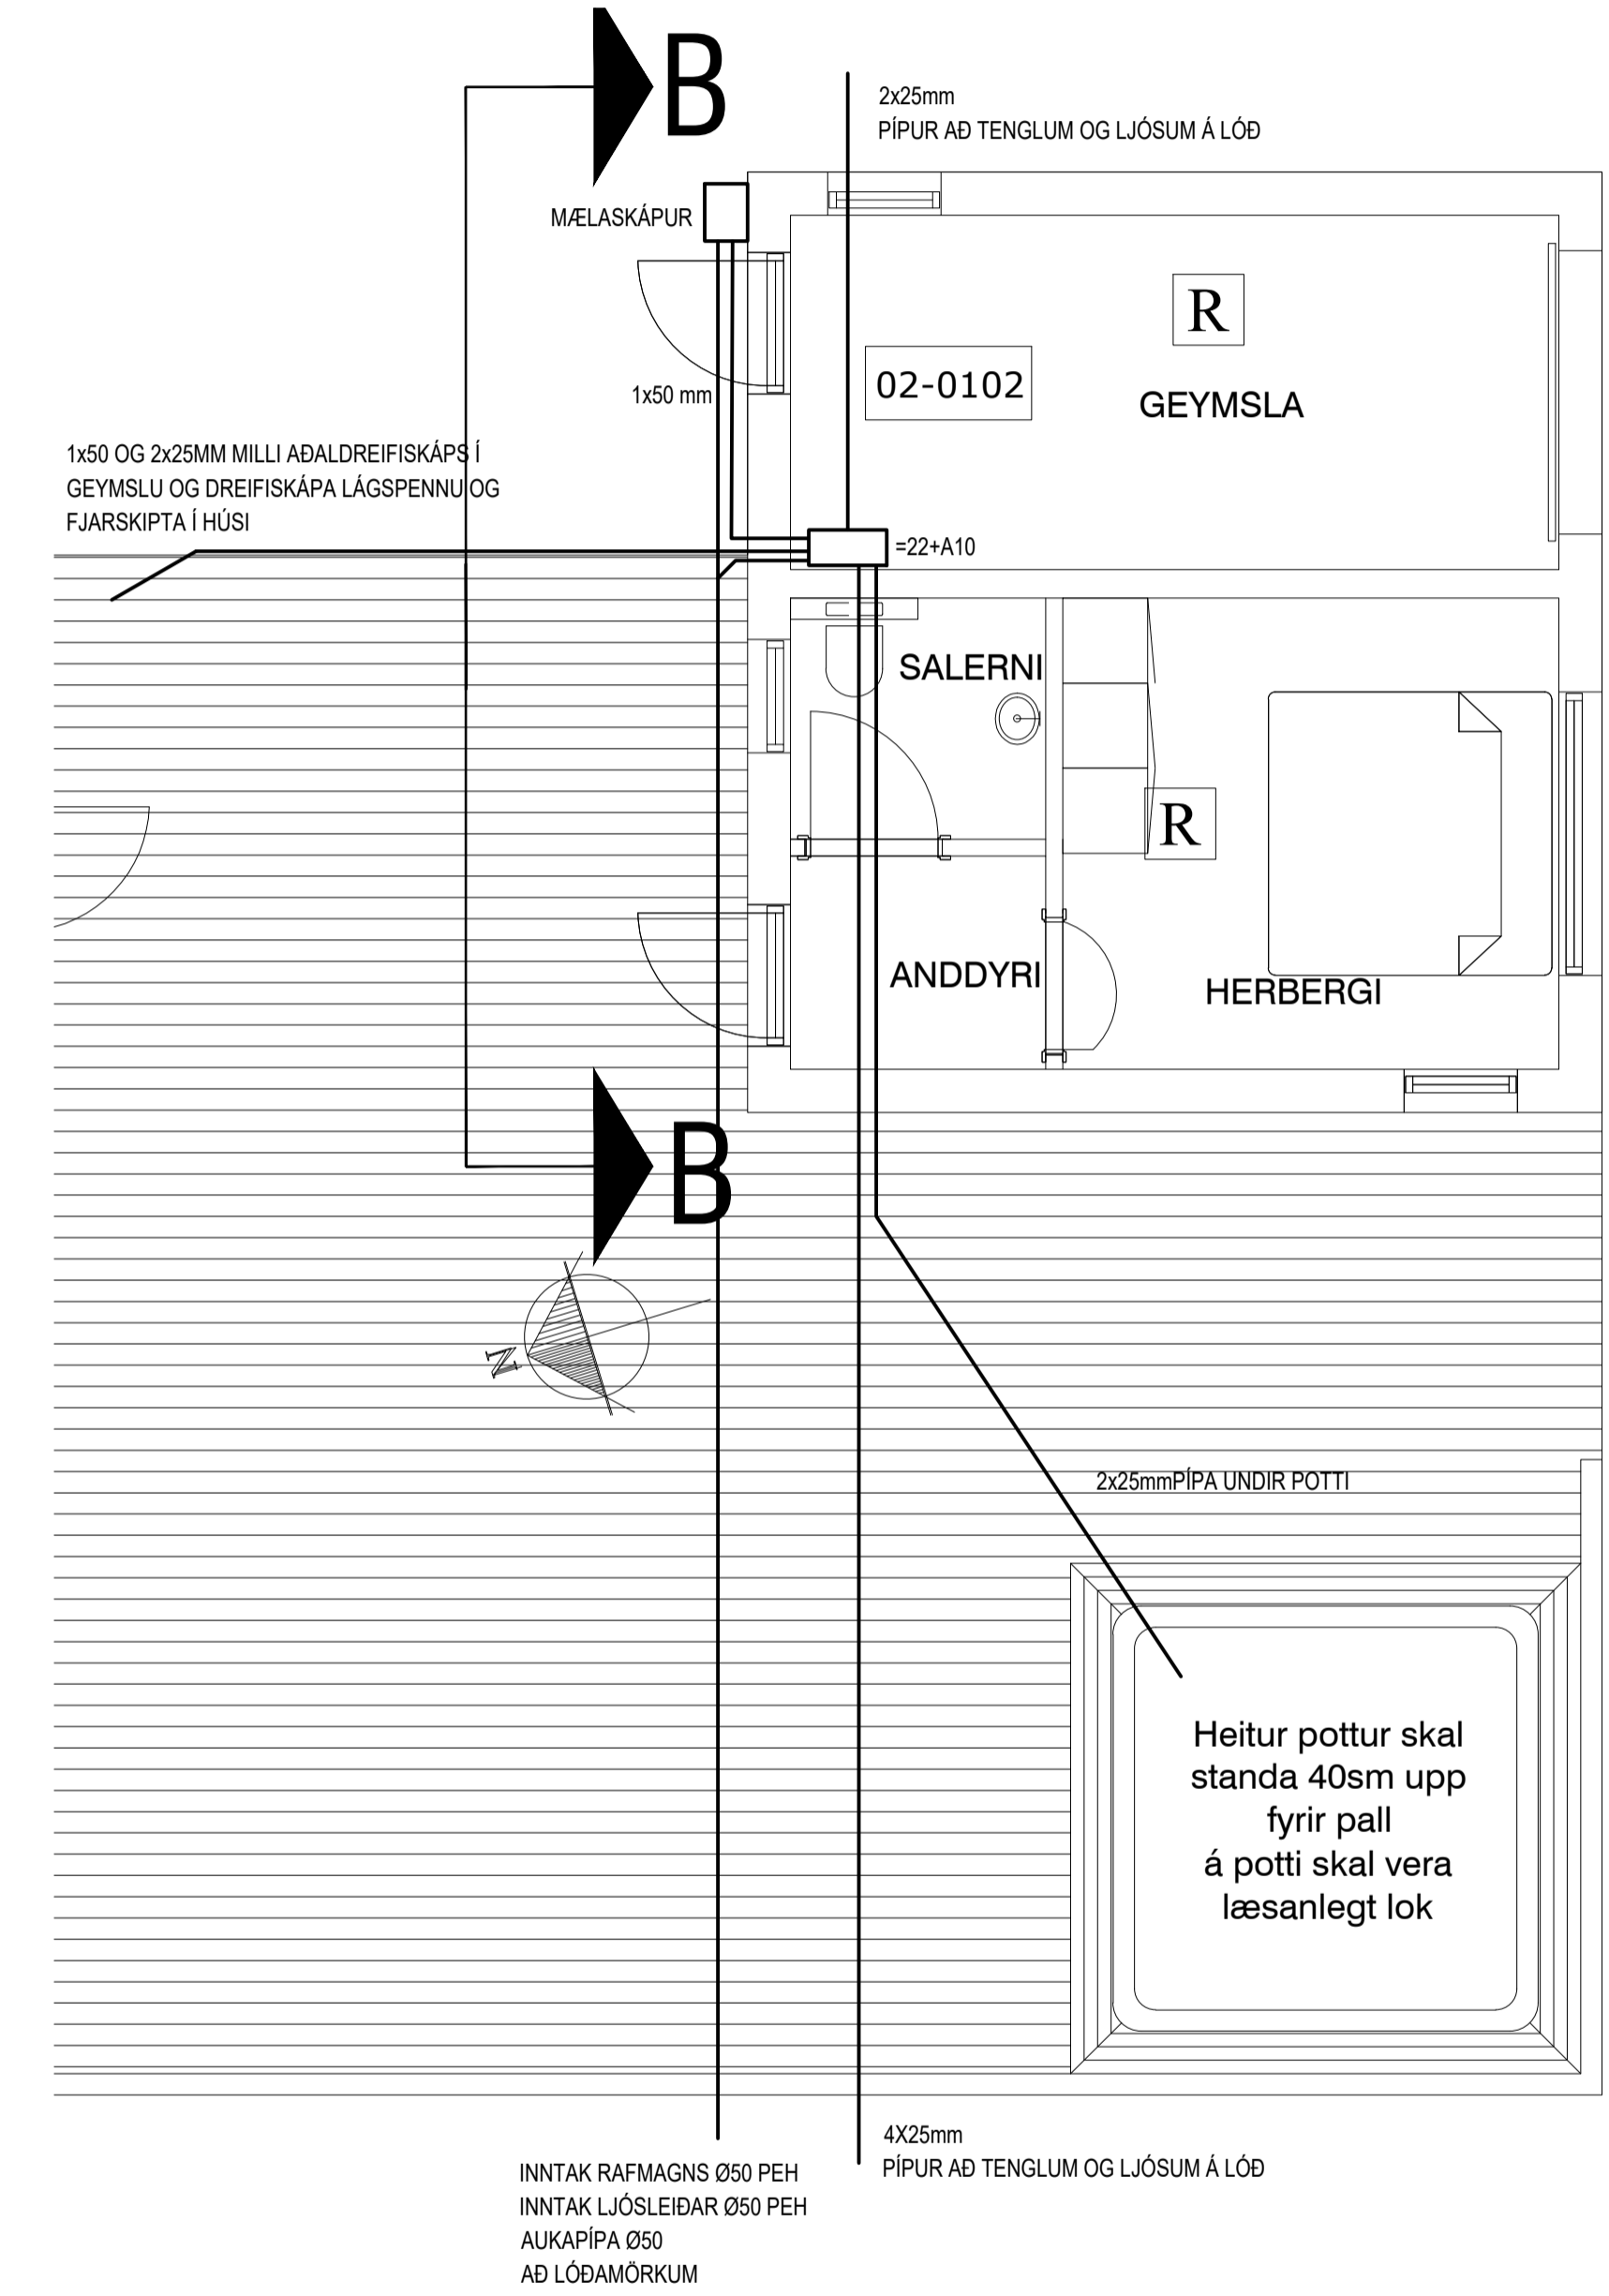 B
2x25mm
PÍPUR AÐ TENGLUM OG LJÓSUM Á LÓÐ
MÆLASKÁPUR
R
02-0102
GEYMSLA
1x50 mm
1x50 OG 2x25MM MILLI AÐALDREIFISKÁPS Í
GEYMSLU OG DREIFISKÁPA LÁGSPENNU OG
FJARSKIPTA Í HÚSI
=22+A10
SALERNI
R
ANDDYRI
HERBERGI
B
N
2x25mmPÍPA UNDIR POTTI
Heitur pottur skal
standa 40sm upp
fyrir pall
á potti skal vera
læsanlegt lok
4X25mm
PÍPUR AÐ TENGLUM OG LJÓSUM Á LÓÐ
INNTAK RAFMAGNS Ø50 PEH
INNTAK LJÓSLEIÐAR Ø50 PEH
AUKAPÍPA Ø50
AÐ LÓÐAMÖRKUM